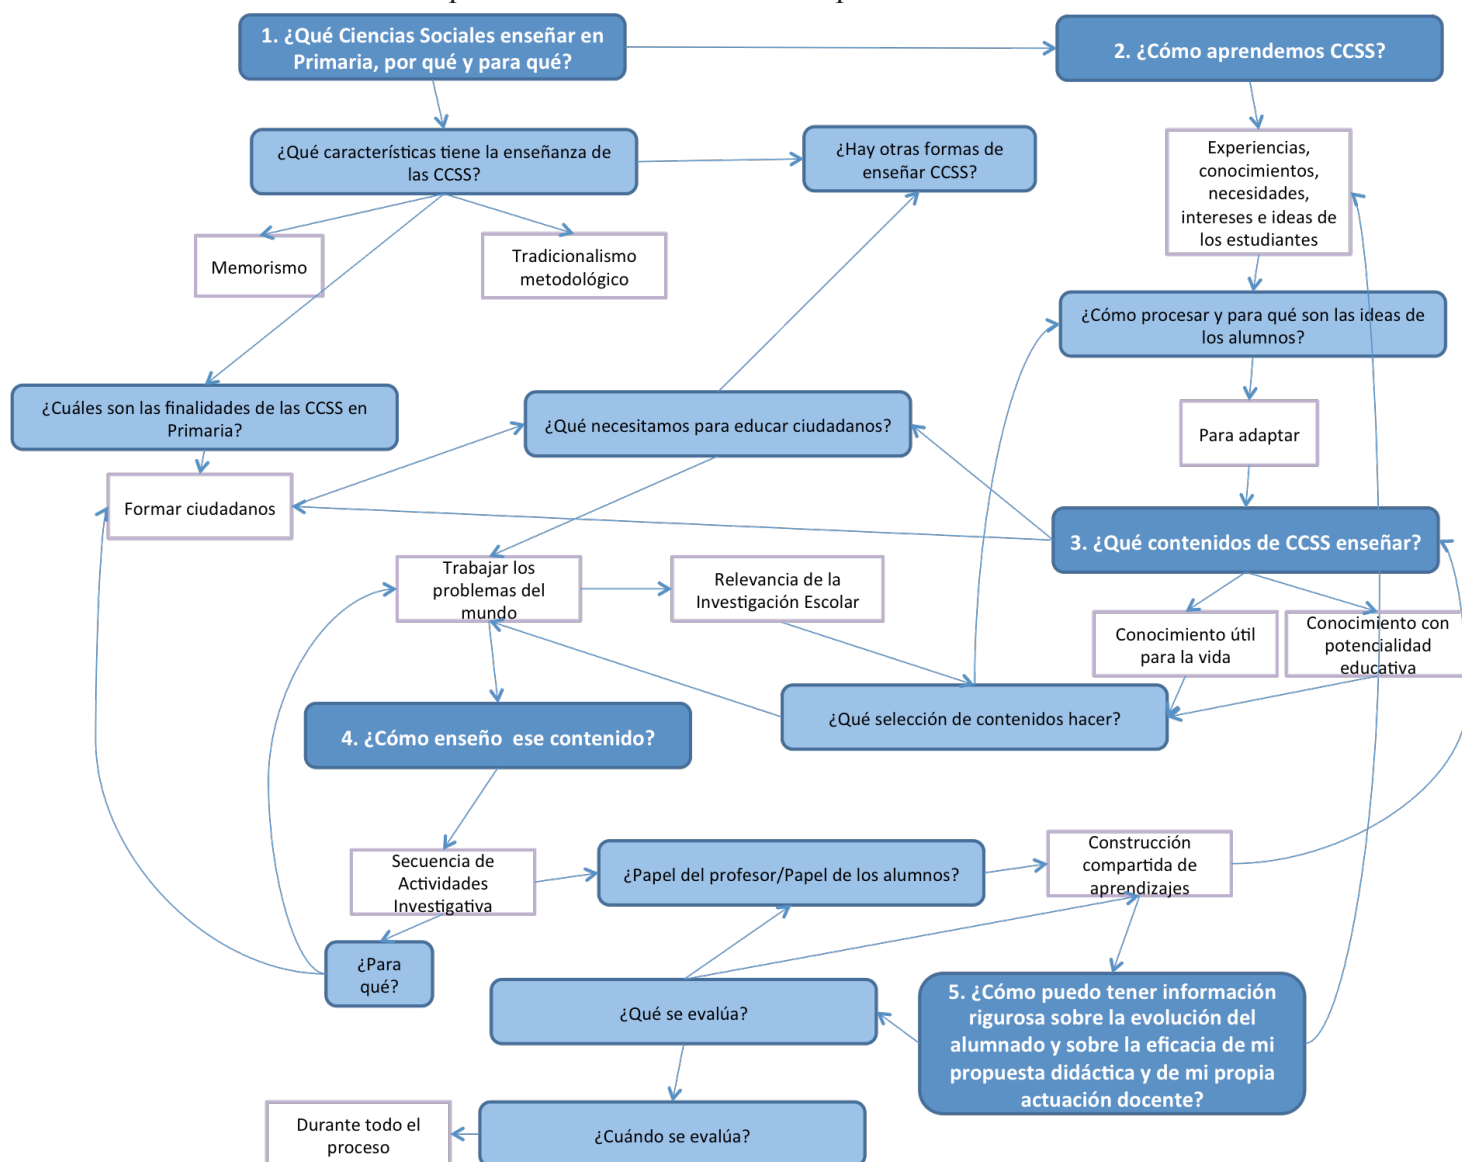 1. ¿Qué Ciencias Sociales enseñar en
Primaria, por qué y para qué?
2. ¿Cómo aprendemos CCSS?
¿Qué características tiene la enseñanza de
las CCSS?
¿Hay otras formas de
enseñar CCSS?
Experiencias,
conocimientos,
necesidades,
intereses e ideas de
los estudiantes
Memorismo
Tradicionalismo
metodológico
¿Cómo procesar y para qué son las ideas de
los alumnos?
¿Cuáles son las finalidades de las CCSS en
Primaria?
¿Qué necesitamos para educar ciudadanos?
Para adaptar
Formar ciudadanos
3. ¿Qué contenidos de CCSS enseñar?
Trabajar los
problemas del
mundo
Relevancia de la
Investigación Escolar
Conocimiento útil
para la vida
Conocimiento con
potencialidad
educativa
¿Qué selección de contenidos hacer?
4. ¿Cómo enseño  ese contenido?
Secuencia de
Actividades
Investigativa
¿Papel del profesor/Papel de los alumnos?
Construcción
compartida de
aprendizajes
¿Para
qué?
¿Qué se evalúa?
5. ¿Cómo puedo tener información
rigurosa sobre la evolución del
alumnado y sobre la eficacia de mi
propuesta didáctica y de mi propia
actuación docente?
Durante todo el
proceso
¿Cuándo se evalúa?